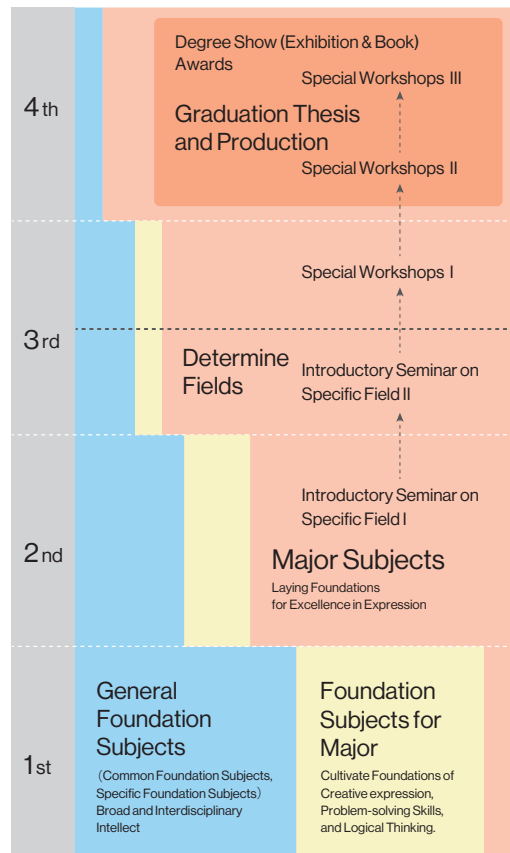 Degree Show (Exhibition & Book)
Awards
Special Workshops III
4th
Graduation Thesis
and Production
Special Workshops II
Special Workshops I
3rd
Determine
Fields
Introductory Seminar on
Specific Field II
Introductory Seminar on
Specific Field I
2nd
Major Subjects
Laying Foundations
for Excellence in Expression
General
Foundation
Subjects
(Common Foundation Subjects,
Specific Foundation Subjects)
Broad and Interdisciplinary
Intellect
Foundation
Subjects for
Major
Cultivate Foundations of
Creative expression,
Problem-solving Skills,
and Logical Thinking.
1st